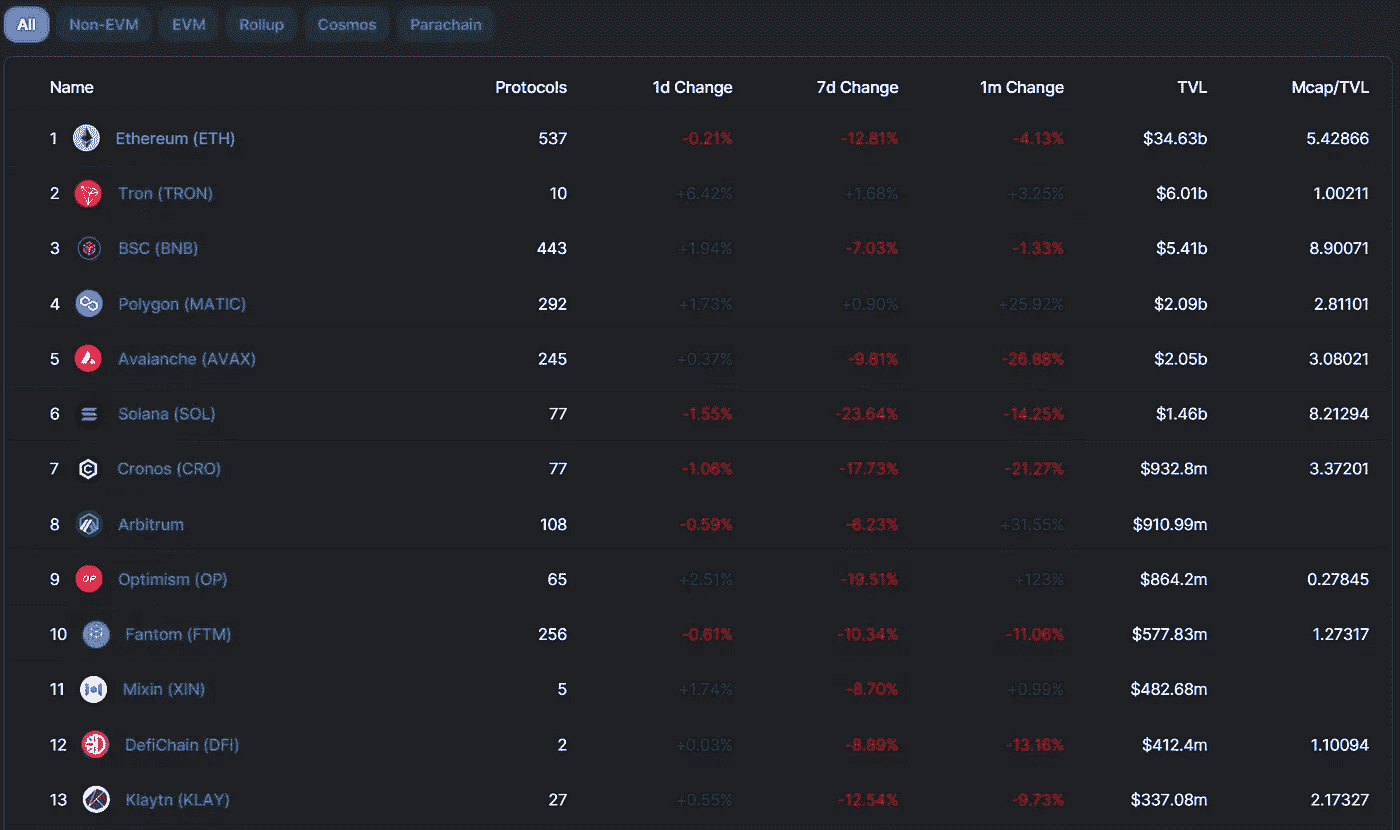 All Non-EVM EVM Rollup Cosmos Parachain
Name Protocols 1d Change 7d Change 1m Change TVL Mcap/TVL
1 Ethereum (ETH) 537 -0.21% -12.81% -4.13% $34.63b 5.42866
2 Tron (TRON) 10 +6.42% +1.68% +3.25% $6.01b 1.00211
3 BSC (BNB) 443 +1.94% -7.03% -1.33% $5.41b 8.90071
4 Polygon (MATIC) 292 +1.73% +0.90% +25.92% $2.09b 2.81101
5 Avalanche (AVAX) 245 +0.37% -9.81% -26.88% $2.05b 3.08021
6 Solana (SOL) 77 -1.55% -23.64% -14.25% $1.46b 8.21294
7 Cronos (CRO) 77 -1.06% -17.73% -21.27% $932.8m 3.37201
8 Arbitrum 108 -0.59% -6.23% +31.55% $910.99m
9 OP Optimism (OP) 65 +2.51% -19.51% +123% $864.2m 0.27845
10 Fantom (FTM) 256 -0.61% -10.34% -11.06% $577.83m 1.27317
11 Mixin (XIN) 5 +1.74% -8.70% +0.99% $482.68m
12 DefiChain (DFI) 2 +0.03% -8.89% -13.16% $412.4m 1.10094
13 Klaytn (KLAY) 27 +0.55% -12.54% -9.73% $337.08m 2.17327